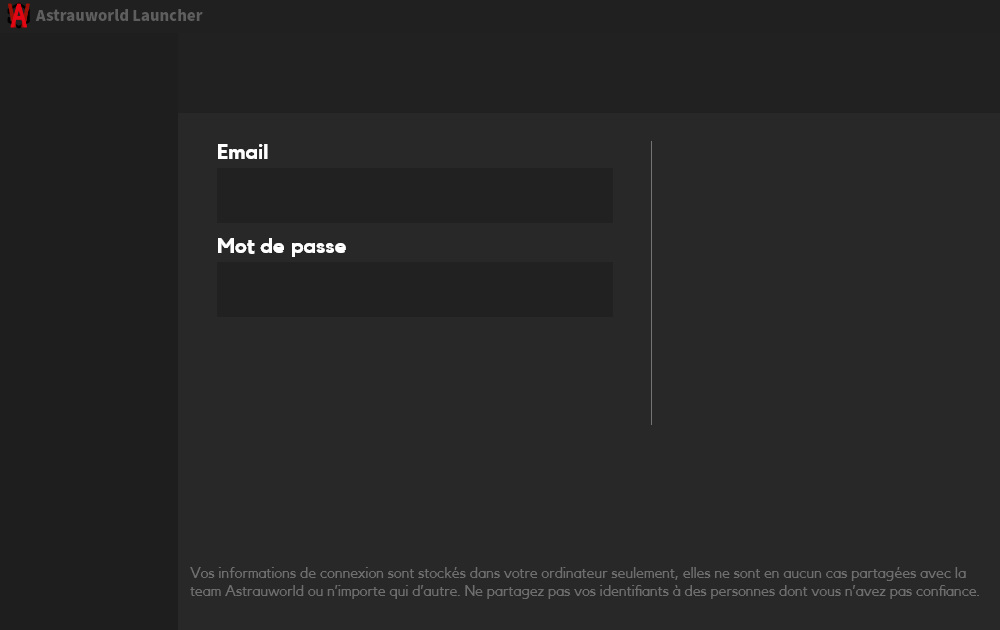 Astrauworld Launcher
Email
Mot de passe
Vos informations de connexion sont stockés dans votre ordinateur seulement, elles ne sont en aucun cas partagées avec la
team Astrauworld ou n'importe qui d'autre. Ne partagez pas vos identifiants à des personnes dont vous n'avez pas confiance.